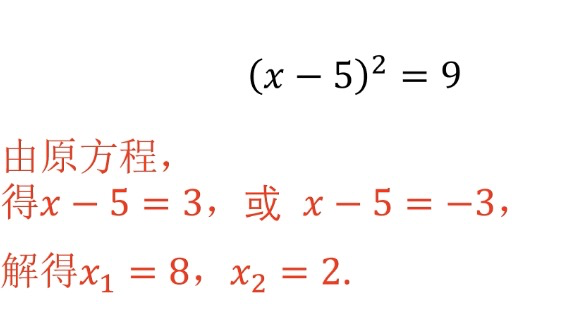 (x − 5)² = 9
由原方程，
得x − 5 = 3，或 x − 5 = −3，
解得x₁ = 8，x₂ = 2.